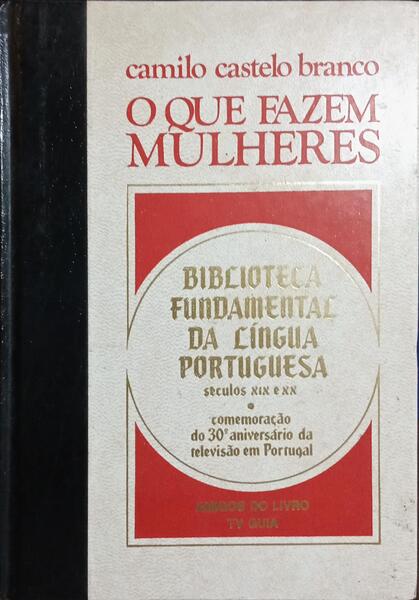 camilo castelo branco
O QUE FAZEM
MULHERES
BIBLIOTECA
FUNDAMENTAL
DA LÍNGUA
PORTUGUESA
séculos XIX e XX
•
comemoração
do 30º aniversário da
televisão em Portugal
AMIGOS DO LIVRO
TV GUIA